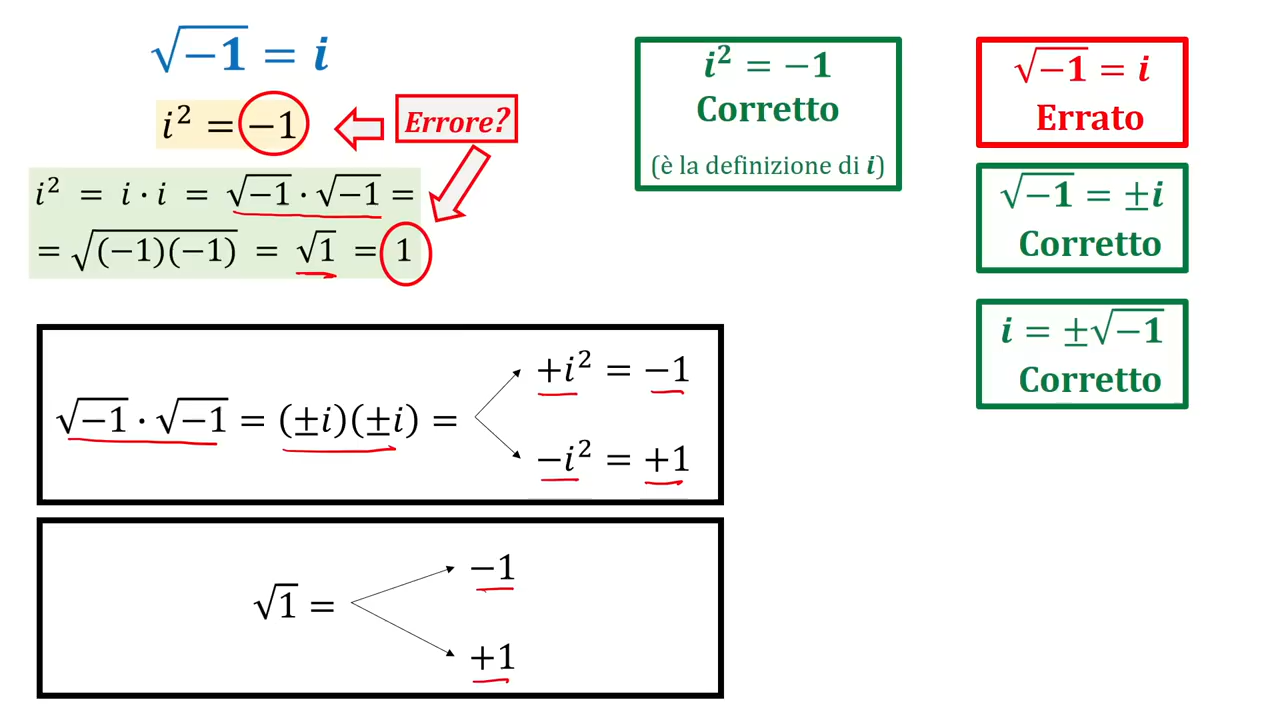 √−1 = i
i² = −1
Errore?
i² = i · i = √−1 · √−1 =
= √(−1)(−1) = √1 = 1
i² = −1
Corretto
(è la definizione di i)
√−1 = i
Errato
√−1 = ±i
Corretto
i = ±√−1
Corretto
+i² = −1
√−1 · √−1 = (±i)(±i) =
−i² = +1
−1
√1 =
+1